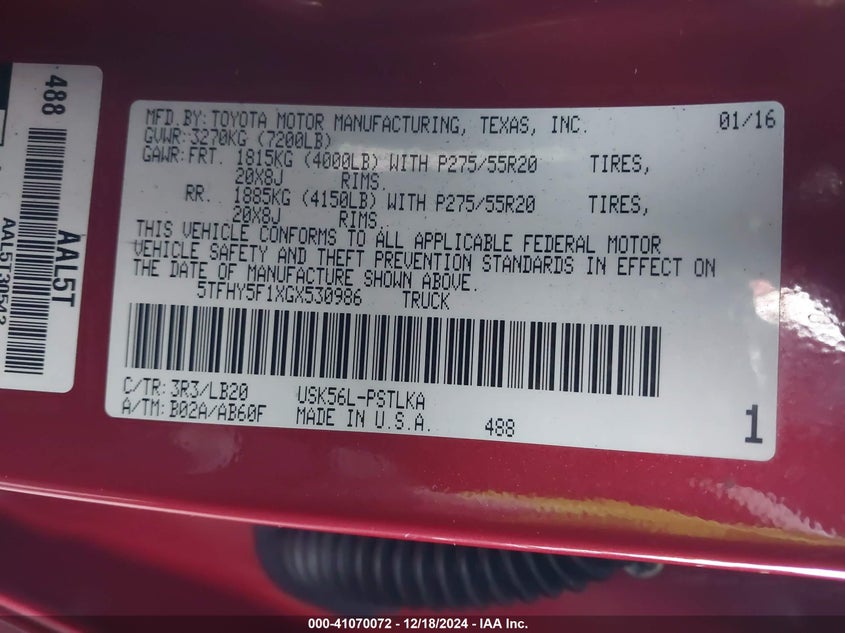 488
AAL5T
AAL5T30543
MFD.BY:TOYOTA MOTOR MANUFACTURING, TEXAS, INC. 01/16
GVWR:3270KG (7200LB)
GAWR:FRT. 1815KG (4000LB) WITH P275/55R20 TIRES,
20X8J RIMS.
RR. 1885KG (4150LB) WITH P275/55R20 TIRES,
20X8J RIMS.
THIS VEHICLE CONFORMS TO ALL APPLICABLE FEDERAL MOTOR
VEHICLE SAFETY AND THEFT PREVENTION STANDARDS IN EFFECT ON
THE DATE OF MANUFACTURE SHOWN ABOVE.
5TFHY5F1XGX530986 TRUCK
C/TR:3R3/LB20 USK56L-PSTLKA
A/TM:B02A/AB60F MADE IN U.S.A. 488 1
000-41070072 - 12/18/2024 - IAA Inc.